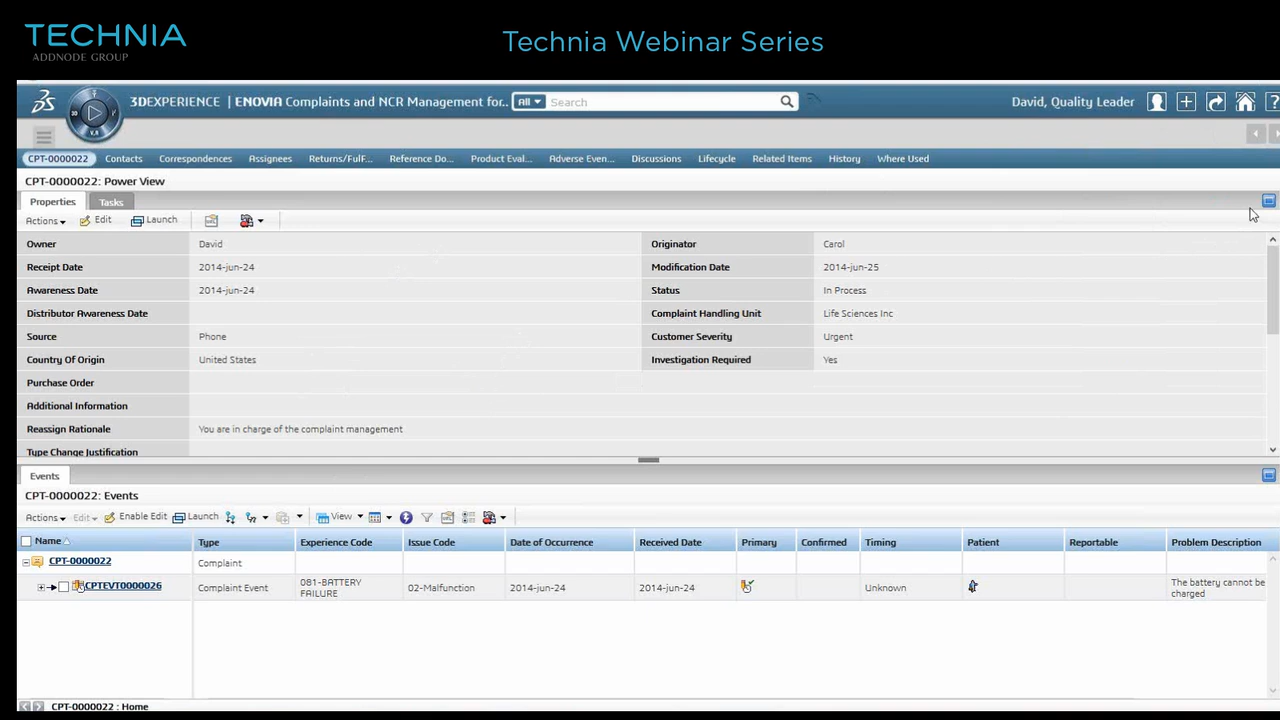 TECHNIA
ADDNODE GROUP
Technia Webinar Series
3DEXPERIENCE | ENOVIA Complaints and NCR Management for.. All Search David, Quality Leader
CPT-0000022 Contacts Correspondences Assignees Returns/FulF... Reference Do... Product Eval... Adverse Even... Discussions Lifecycle Related Items History Where Used
CPT-0000022: Power View
Properties Tasks
Actions Edit Launch
Owner David Originator Carol
Receipt Date 2014-jun-24 Modification Date 2014-jun-25
Awareness Date 2014-jun-24 Status In Process
Distributor Awareness Date Complaint Handling Unit Life Sciences Inc
Source Phone Customer Severity Urgent
Country Of Origin United States Investigation Required Yes
Purchase Order
Additional Information
Reassign Rationale You are in charge of the complaint management
Type Change Justification
Events
CPT-0000022: Events
Actions Edit Enable Edit Launch View
Name Type Experience Code Issue Code Date of Occurrence Received Date Primary Confirmed Timing Patient Reportable Problem Description
CPT-0000022 Complaint
CPTEVT0000026 Complaint Event 081-BATTERY FAILURE 02-Malfunction 2014-jun-24 2014-jun-24 Unknown The battery cannot be charged
CPT-0000022 : Home